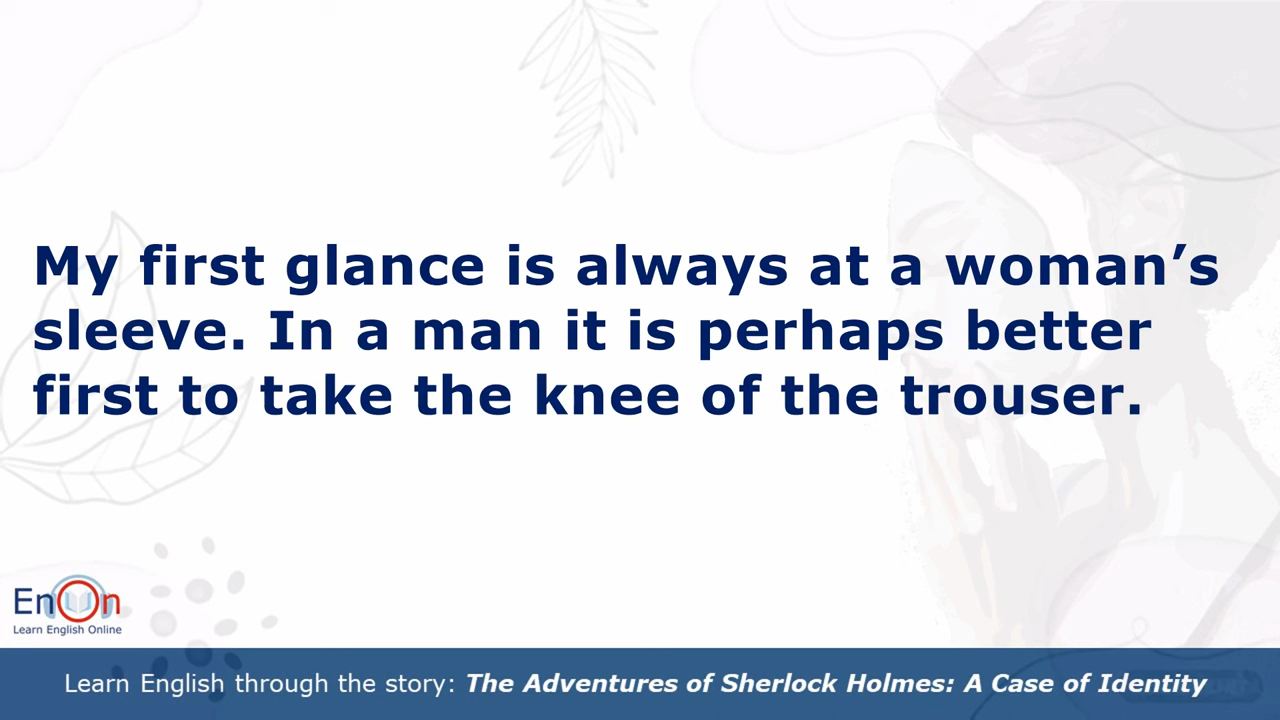 My first glance is always at a woman’s
sleeve. In a man it is perhaps better
first to take the knee of the trouser.
EnOn
Learn English Online
Learn English through the story: The Adventures of Sherlock Holmes: A Case of Identity